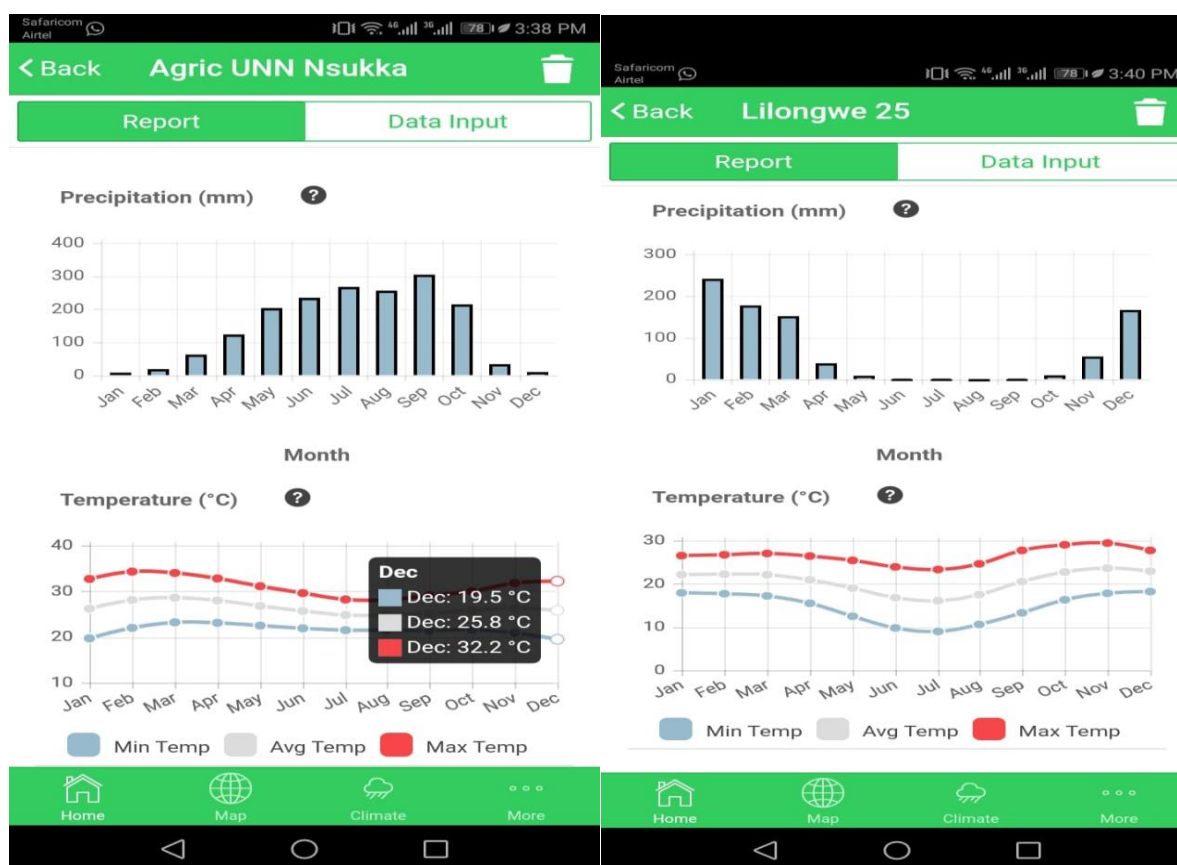 Safaricom
Airtel
4G 3G 78 3:38 PM
Back Agric UNN Nsukka
Report Data Input
Precipitation (mm) ?
400
300
200
100
0
Jan Feb Mar Apr May Jun Jul Aug Sep Oct Nov Dec
Month
Temperature (°C) ?
40
30
20
10
Dec
Dec: 19.5 °C
Dec: 25.8 °C
Dec: 32.2 °C
Jan Feb Mar Apr May Jun Jul Aug Sep Oct Nov Dec
Min Temp Avg Temp Max Temp
Home Map Climate More
Safaricom
Airtel
4G 3G 78 3:40 PM
Back Lilongwe 25
Report Data Input
Precipitation (mm) ?
300
200
100
0
Jan Feb Mar Apr May Jun Jul Aug Sep Oct Nov Dec
Month
Temperature (°C) ?
30
20
10
0
Jan Feb Mar Apr May Jun Jul Aug Sep Oct Nov Dec
Min Temp Avg Temp Max Temp
Home Map Climate More